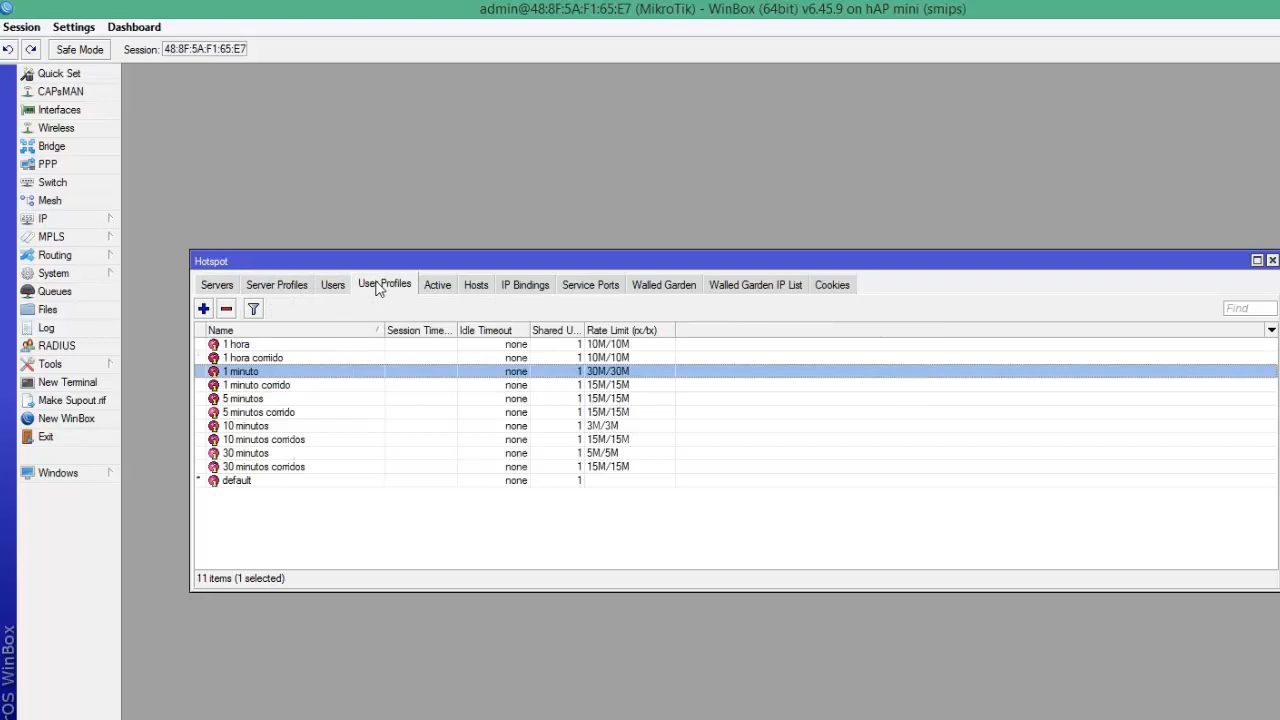 admin@48:8F:5A:F1:65:E7 (MikroTik) - WinBox (64bit) v6.45.9 on hAP mini (smips)
Session Settings Dashboard
Safe Mode Session: 48:8F:5A:F1:65:E7
Quick Set
CAPsMAN
Interfaces
Wireless
Bridge
PPP
Switch
Mesh
IP
MPLS
Routing
System
Queues
Files
Log
RADIUS
Tools
New Terminal
Make Supout.rif
New WinBox
Exit
Windows
OS WinBox
Hotspot
Servers Server Profiles Users User Profiles Active Hosts IP Bindings Service Ports Walled Garden Walled Garden IP List Cookies
Find
Name Session Time... Idle Timeout Shared U... Rate Limit (rx/tx)
1 hora none 1 10M/10M
1 hora corrido none 1 10M/10M
1 minuto none 1 30M/30M
1 minuto corrido none 1 15M/15M
5 minutos none 1 15M/15M
5 minutos corrido none 1 15M/15M
10 minutos none 1 3M/3M
10 minutos corridos none 1 15M/15M
30 minutos none 1 5M/5M
30 minutos corridos none 1 15M/15M
* default none 1
11 items (1 selected)